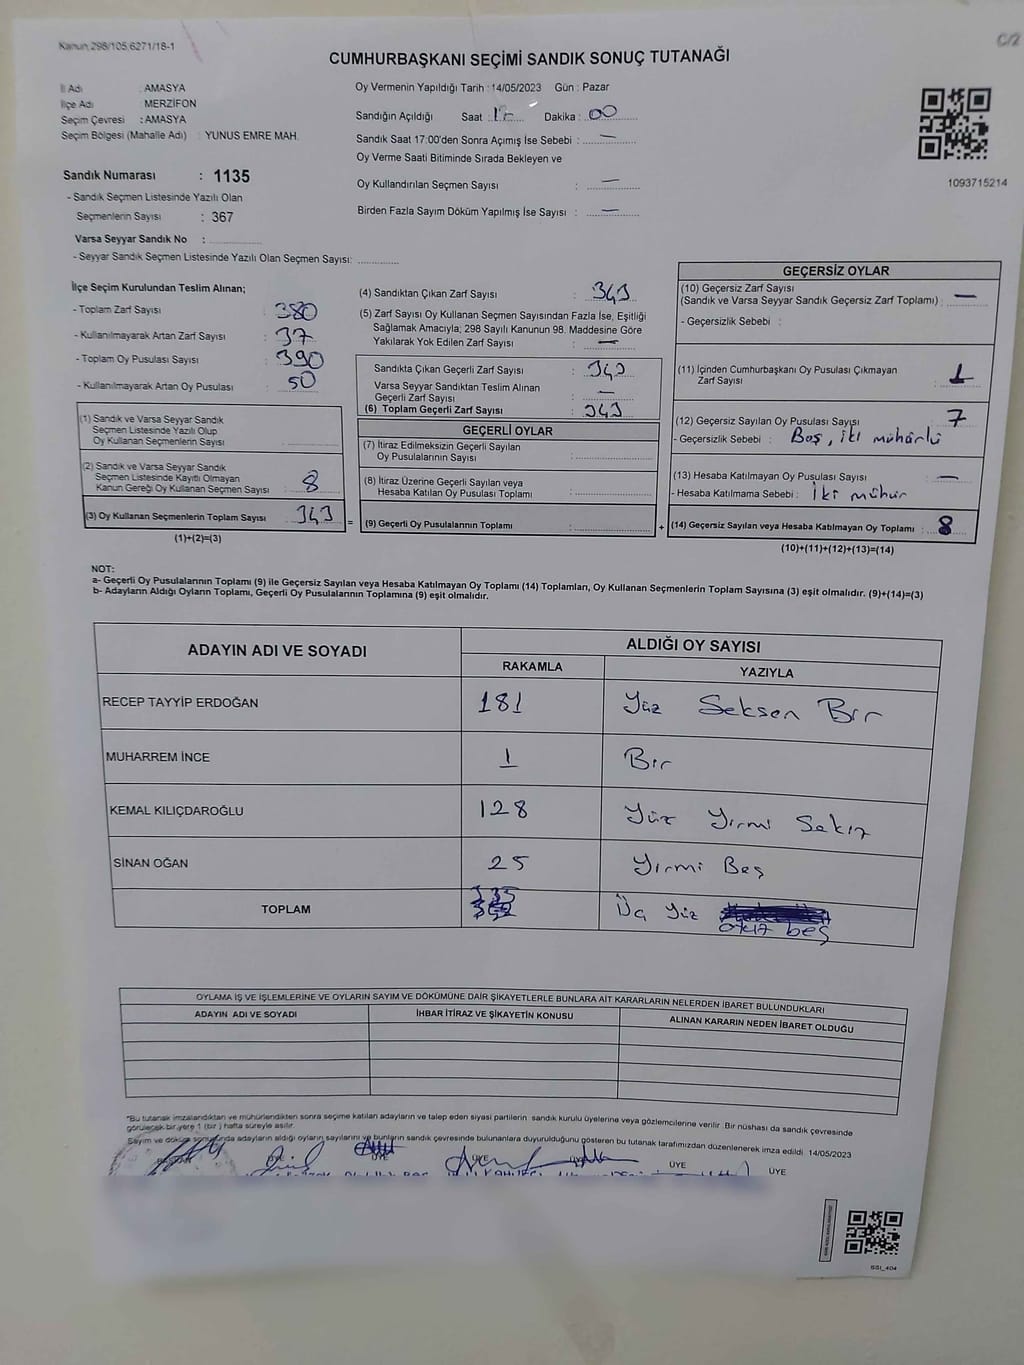 Kanun: 298/105,6271/18-1
C/2
CUMHURBAŞKANI SEÇİMİ SANDIK SONUÇ TUTANAĞI
İl Adı : AMASYA
İlçe Adı : MERZİFON
Seçim Çevresi : AMASYA
Seçim Bölgesi (Mahalle Adı) : YUNUS EMRE MAH.
Sandık Numarası : 1135
- Sandık Seçmen Listesinde Yazılı Olan
Seçmenlerin Sayısı : 367
Varsa Seyyar Sandık No :
- Seyyar Sandık Seçmen Listesinde Yazılı Olan Seçmen Sayısı:
Oy Vermenin Yapıldığı Tarih : 14/05/2023 Gün : Pazar
Sandığın Açıldığı Saat : Dakika : 00
Sandık Saat 17:00'den Sonra Açımış İse Sebebi : —
Oy Verme Saati Bitiminde Sırada Bekleyen ve
Oy Kullandırılan Seçmen Sayısı : —
Birden Fazla Sayım Döküm Yapılmış İse Sayısı : —
1093715214
İlçe Seçim Kurulundan Teslim Alınan;
- Toplam Zarf Sayısı : 380
- Kullanılmayarak Artan Zarf Sayısı : 37
- Toplam Oy Pusulası Sayısı : 390
- Kullanılmayarak Artan Oy Pusulası : 50
(1) Sandık ve Varsa Seyyar Sandık
Seçmen Listesinde Yazılı Olup
Oy Kullanan Seçmenlerin Sayısı :
(2) Sandık ve Varsa Seyyar Sandık
Seçmen Listesinde Kayıtlı Olmayan
Kanun Gereği Oy Kullanan Seçmen Sayısı : 8
(3) Oy Kullanan Seçmenlerin Toplam Sayısı : 343 =
(1)+(2)=(3)
(4) Sandıktan Çıkan Zarf Sayısı : 343
(5) Zarf Sayısı Oy Kullanan Seçmen Sayısından Fazla İse, Eşitliği
Sağlamak Amacıyla; 298 Sayılı Kanunun 98. Maddesine Göre
Yakılarak Yok Edilen Zarf Sayısı : —
Sandıkta Çıkan Geçerli Zarf Sayısı : 343
Varsa Seyyar Sandıktan Teslim Alınan
Geçerli Zarf Sayısı : —
(6) Toplam Geçerli Zarf Sayısı : 343
GEÇERLİ OYLAR
(7) İtiraz Edilmeksizin Geçerli Sayılan
Oy Pusulalarının Sayısı :
(8) İtiraz Üzerine Geçerli Sayılan veya
Hesaba Katılan Oy Pusulası Toplamı :
(9) Geçerli Oy Pusulalarının Toplamı : +
GEÇERSİZ OYLAR
(10) Geçersiz Zarf Sayısı
(Sandık ve Varsa Seyyar Sandık Geçersiz Zarf Toplamı) : —
- Geçersizlik Sebebi :
(11) İçinden Cumhurbaşkanı Oy Pusulası Çıkmayan
Zarf Sayısı : 1
(12) Geçersiz Sayılan Oy Pusulası Sayısı : 7
- Geçersizlik Sebebi : Boş, iki mühürlü
(13) Hesaba Katılmayan Oy Pusulası Sayısı : —
- Hesaba Katılmama Sebebi : İki mühür
(14) Geçersiz Sayılan veya Hesaba Katılmayan Oy Toplamı : 8
(10)+(11)+(12)+(13)=(14)
NOT:
a- Geçerli Oy Pusulalarının Toplamı (9) ile Geçersiz Sayılan veya Hesaba Katılmayan Oy Toplamı (14) Toplamları, Oy Kullanan Seçmenlerin Toplam Sayısına (3) eşit olmalıdır. (9)+(14)=(3)
b- Adayların Aldığı Oyların Toplamı, Geçerli Oy Pusulalarının Toplamına (9) eşit olmalıdır.
ADAYIN ADI VE SOYADI
ALDIĞI OY SAYISI
RAKAMLA YAZIYLA
RECEP TAYYİP ERDOĞAN 181 Yüz Seksen Bir
MUHARREM İNCE 1 Bir
KEMAL KILIÇDAROĞLU 128 Yüz Yirmi Sekiz
SİNAN OĞAN 25 Yirmi Beş
TOPLAM 335 Üç Yüz
otuz beş
OYLAMA İŞ VE İŞLEMLERİNE VE OYLARIN SAYIM VE DÖKÜMÜNE DAİR ŞİKAYETLERLE BUNLARA AİT KARARLARIN NELERDEN İBARET BULUNDUKLARI
ADAYIN ADI VE SOYADI İHBAR İTİRAZ VE ŞİKAYETİN KONUSU ALINAN KARARIN NEDEN İBARET OLDUĞU
*Bu tutanak imzalandıktan ve mühürlendikten sonra seçime katılan adayların ve talep eden siyasi partilerin sandık kurulu üyelerine veya gözlemcilerine verilir. Bir nüshası da sandık çevresinde
görülecek bir yere 1 (bir) hafta süreyle asılır.
Sayım ve döküm sonunda adayların aldığı oyların sayılarını ve bunların sandık çevresinde bulunanlara duyurulduğunu gösteren bu tutanak tarafımızdan düzenlenerek imza edildi. 14/05/2023
ÜYE ÜYE
SSI_404